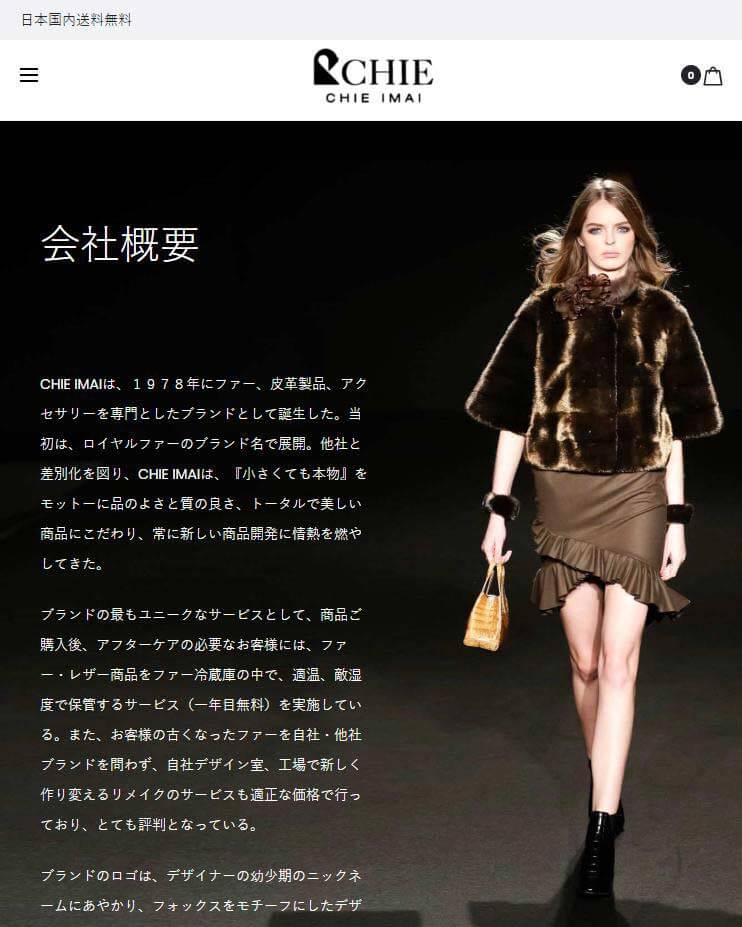 日本国内送料無料
CHIE
CHIE IMAI
0
会社概要
CHIE IMAIは、１９７８年にファー、皮革製品、アク
セサリーを専門としたブランドとして誕生した。当
初は、ロイヤルファーのブランド名で展開。他社と
差別化を図り、CHIE IMAIは、『小さくても本物』を
モットーに品のよさと質の良さ、トータルで美しい
商品にこだわり、常に新しい商品開発に情熱を燃や
してきた。
ブランドの最もユニークなサービスとして、商品ご
購入後、アフターケアの必要なお客様には、ファ
ー・レザー商品をファー冷蔵庫の中で、適温、敵湿
度で保管するサービス（一年目無料）を実施してい
る。また、お客様の古くなったファーを自社・他社
ブランドを問わず、自社デザイン室、工場で新しく
作り変えるリメイクのサービスも適正な価格で行っ
ており、とても評判となっている。
ブランドのロゴは、デザイナーの幼少期のニックネ
ームにあやかり、フォックスをモチーフにしたデザ